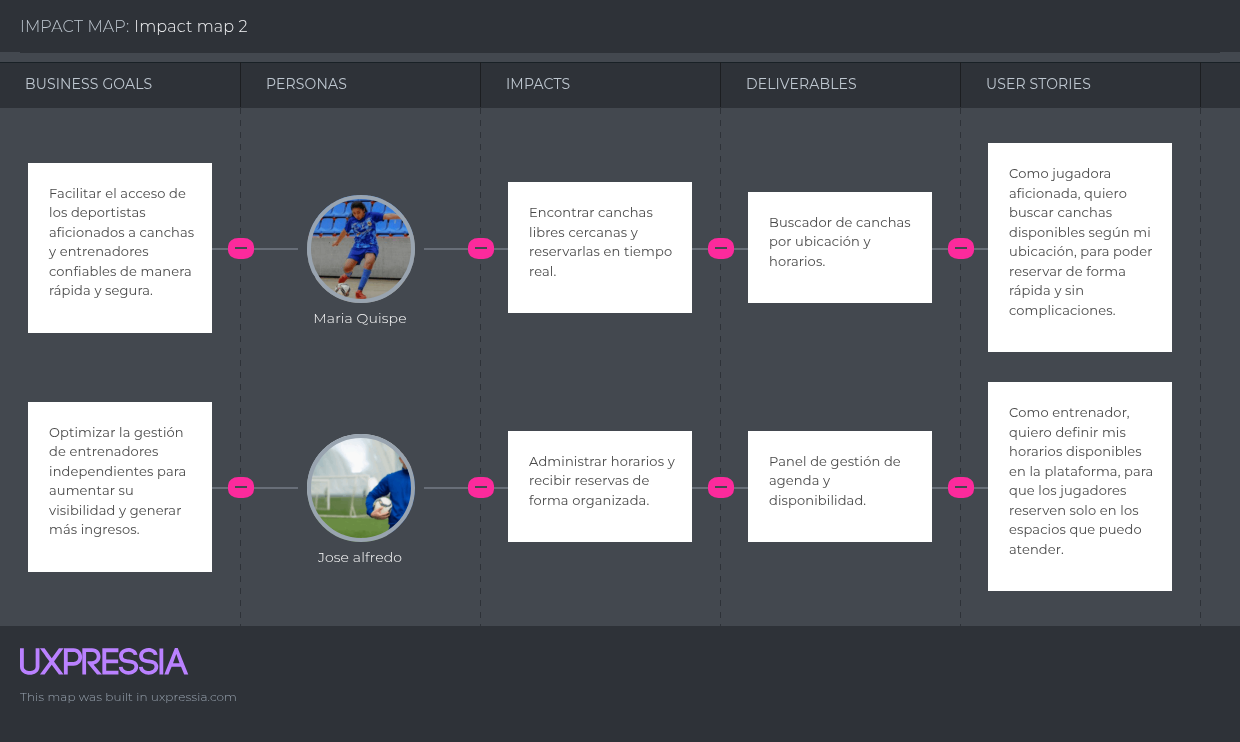 IMPACT MAP: Impact map 2
BUSINESS GOALS
PERSONAS
IMPACTS
DELIVERABLES
USER STORIES
Facilitar el acceso de
los deportistas
aficionados a canchas
y entrenadores
confiables de manera
rápida y segura.
Maria Quispe
Encontrar canchas
libres cercanas y
reservarlas en tiempo
real.
Buscador de canchas
por ubicación y
horarios.
Como jugadora
aficionada, quiero
buscar canchas
disponibles según mi
ubicación, para poder
reservar de forma
rápida y sin
complicaciones.
Optimizar la gestión
de entrenadores
independientes para
aumentar su
visibilidad y generar
más ingresos.
Jose alfredo
Administrar horarios y
recibir reservas de
forma organizada.
Panel de gestión de
agenda y
disponibilidad.
Como entrenador,
quiero definir mis
horarios disponibles
en la plataforma, para
que los jugadores
reserven solo en los
espacios que puedo
atender.
UXPRESSIA
This map was built in uxpressia.com